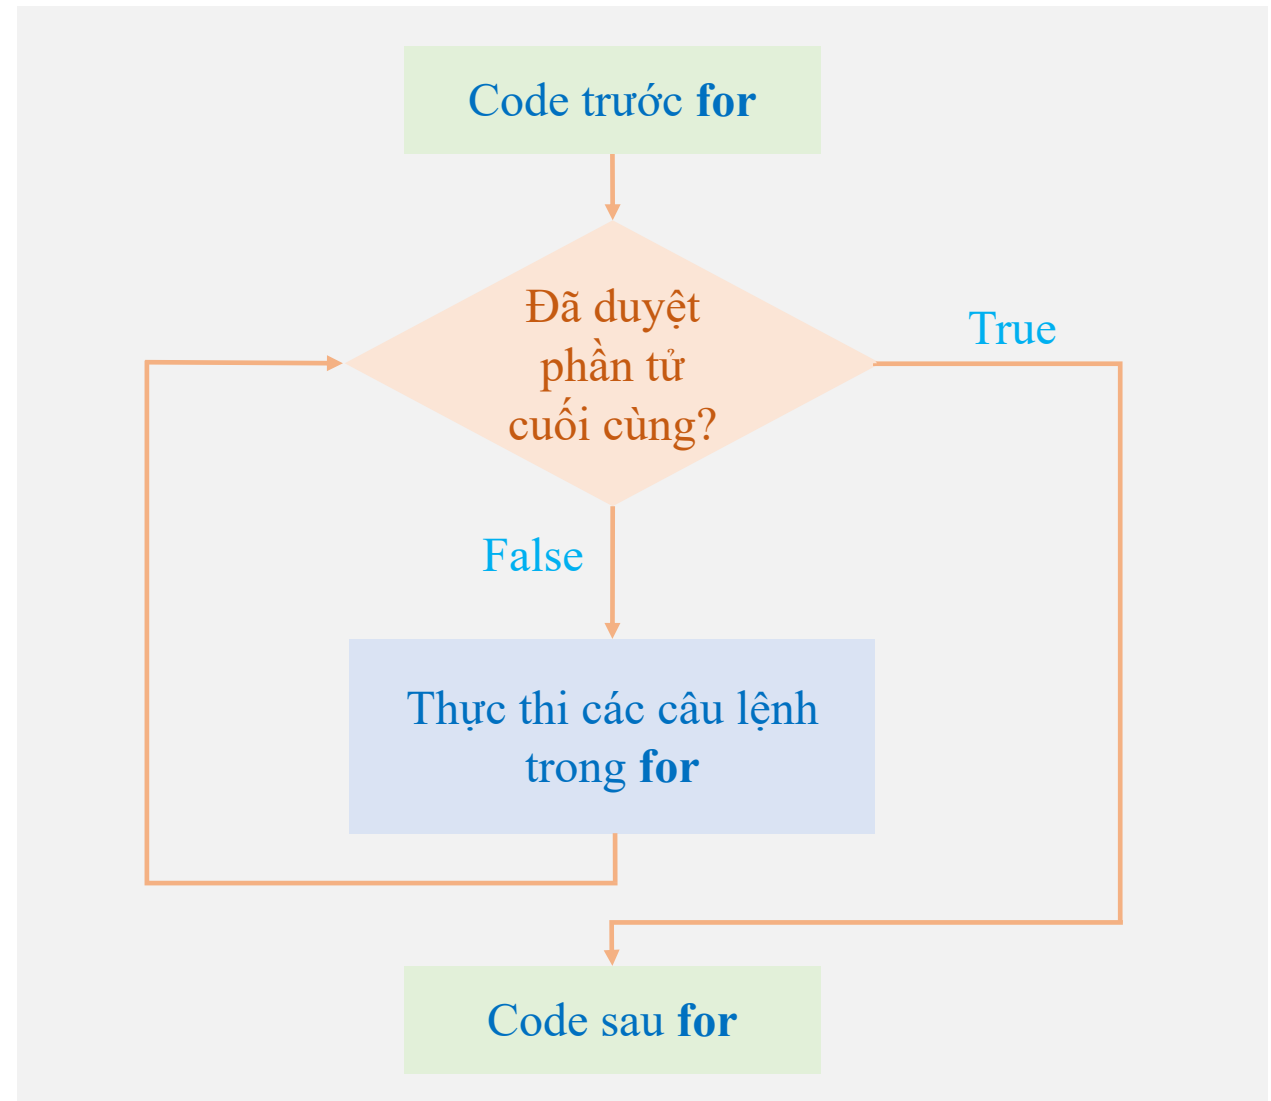 Code trước for
Đã duyệt
phần tử
cuối cùng?
True
False
Thực thi các câu lệnh
trong for
Code sau for